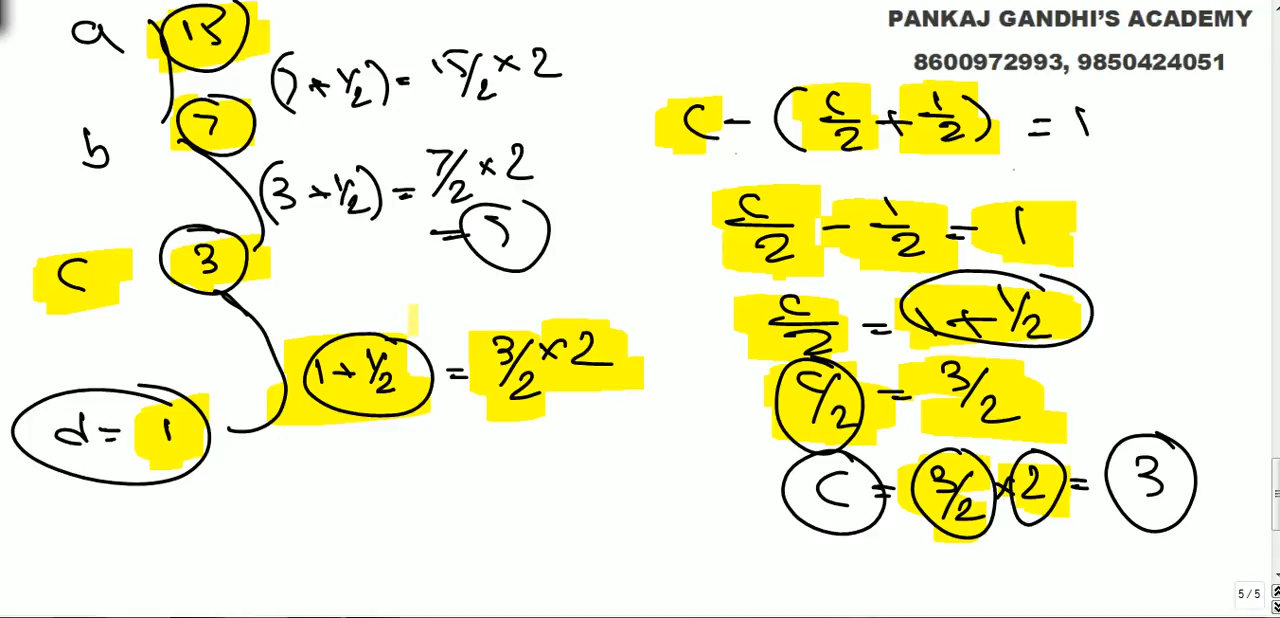 PANKAJ GANDHI'S ACADEMY
8600972993, 9850424051
a 15
(7 + 1/2) = 15/2 × 2
b 7
(3 + 1/2) = 7/2 × 2
= 7
c 3
(1 + 1/2) = 3/2 × 2
d = 1
c - (c/2 + 1/2) = 1
c/2 - 1/2 = 1
c/2 = 1 + 1/2
c/2 = 3/2
c = 3/2 × 2 = 3
5 / 5